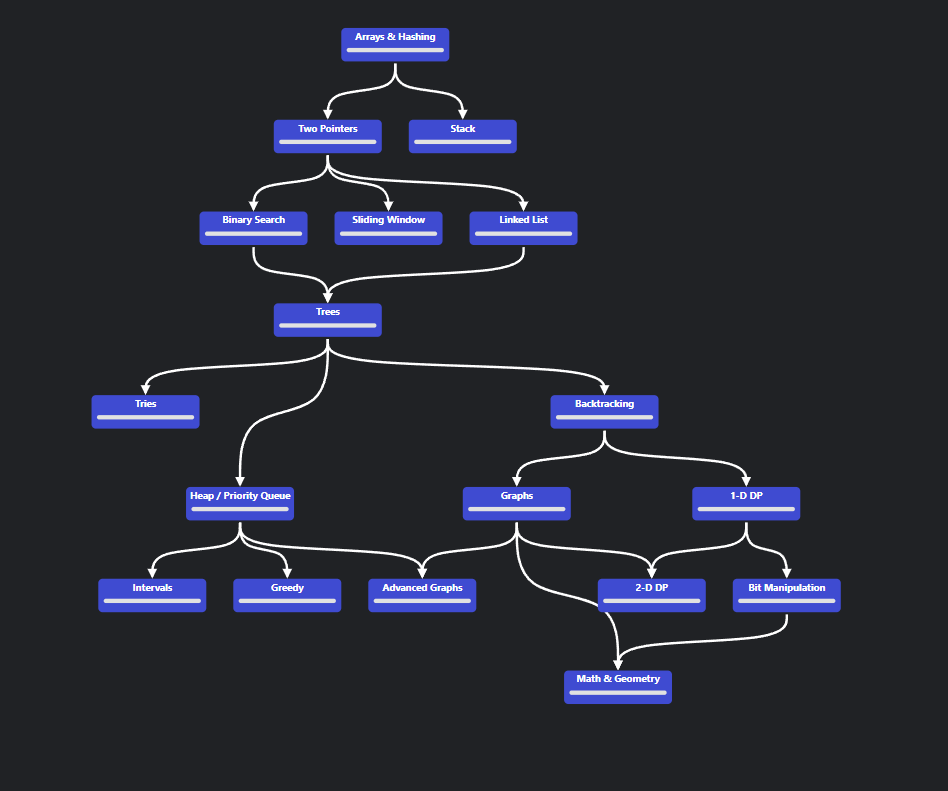 Arrays & Hashing
Two Pointers
Stack
Binary Search
Sliding Window
Linked List
Trees
Tries
Backtracking
Heap / Priority Queue
Graphs
1-D DP
Intervals
Greedy
Advanced Graphs
2-D DP
Bit Manipulation
Math & Geometry